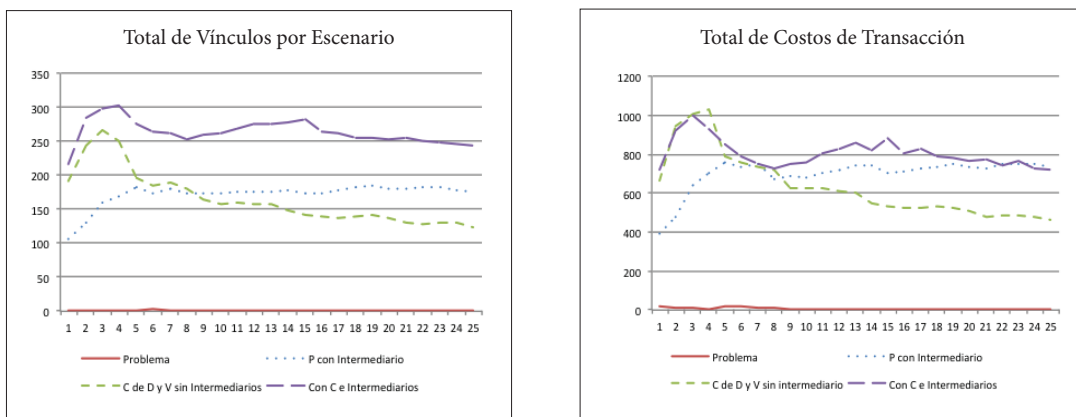 Total de Vínculos por Escenario
350
300
250
200
150
100
50
0
1 2 3 4 5 6 7 8 9 10 11 12 13 14 15 16 17 18 19 20 21 22 23 24 25
Problema
P con Intermediario
C de D y V sin Intermediarios
Con C e Intermediarios
Total de Costos de Transacción
1200
1000
800
600
400
200
0
1 2 3 4 5 6 7 8 9 10 11 12 13 14 15 16 17 18 19 20 21 22 23 24 25
Problema
P con Intermediario
C de D y V sin intermediario
Con C e Intermediarios